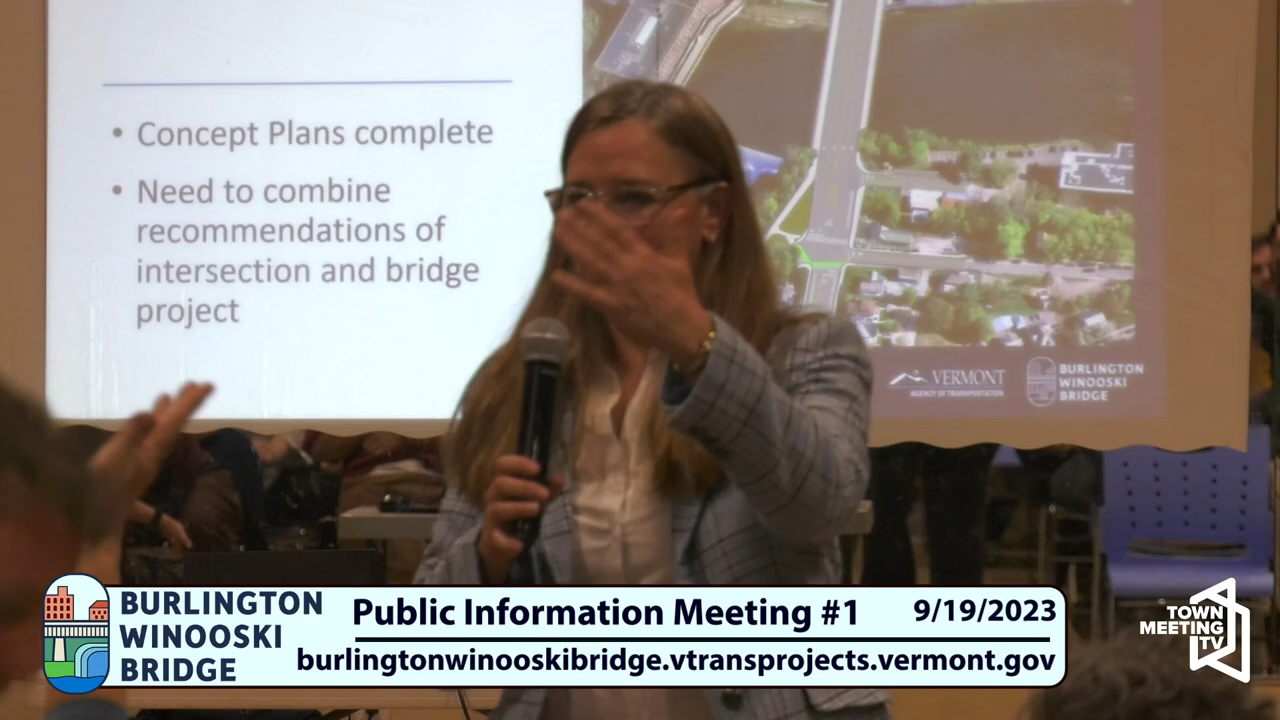 • Concept Plans complete
• Need to combine
recommendations of
intersection and bridge
project
VERMONT
AGENCY OF TRANSPORTATION
BURLINGTON
WINOOSKI
BRIDGE
BURLINGTON
WINOOSKI
BRIDGE
Public Information Meeting #1 9/19/2023
burlingtonwinooskibridge.vtransprojects.vermont.gov
TOWN
MEETING
TV